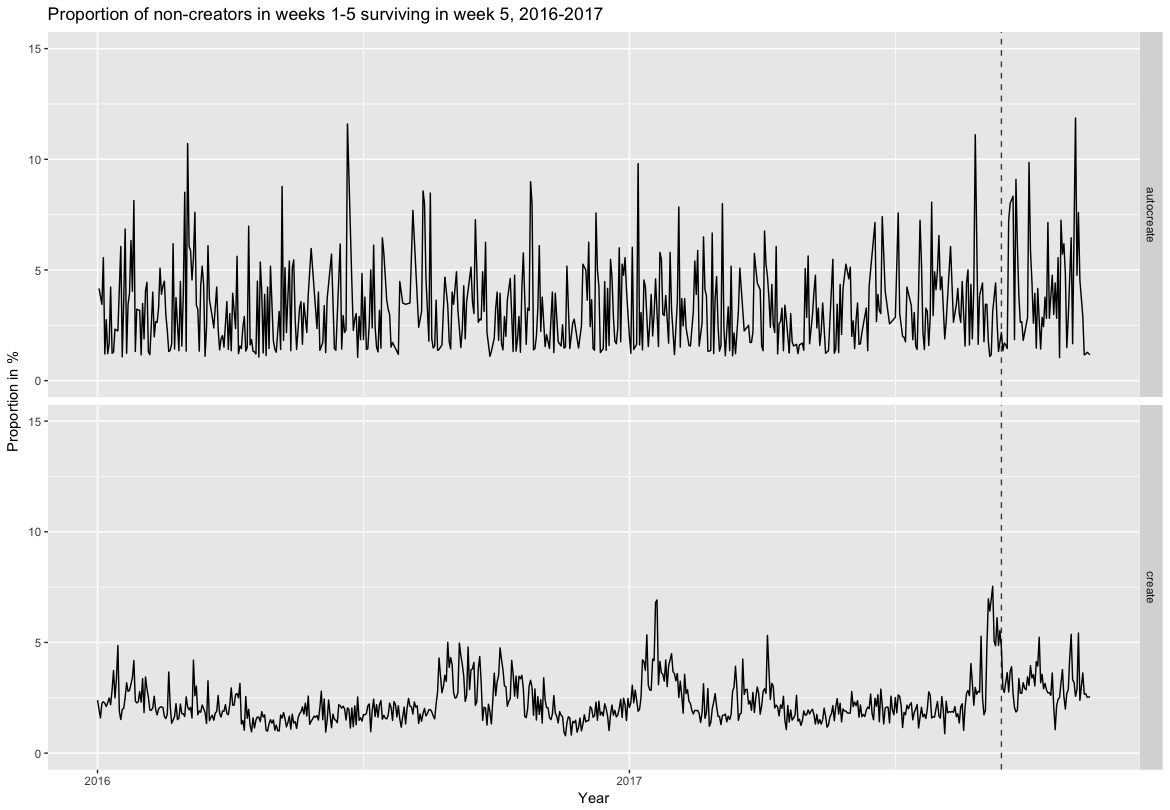 Proportion of non-creators in weeks 1-5 surviving in week 5, 2016-2017
Proportion in %
15
10
5
0
autocreate
15
10
5
0
create
2016
2017
Year